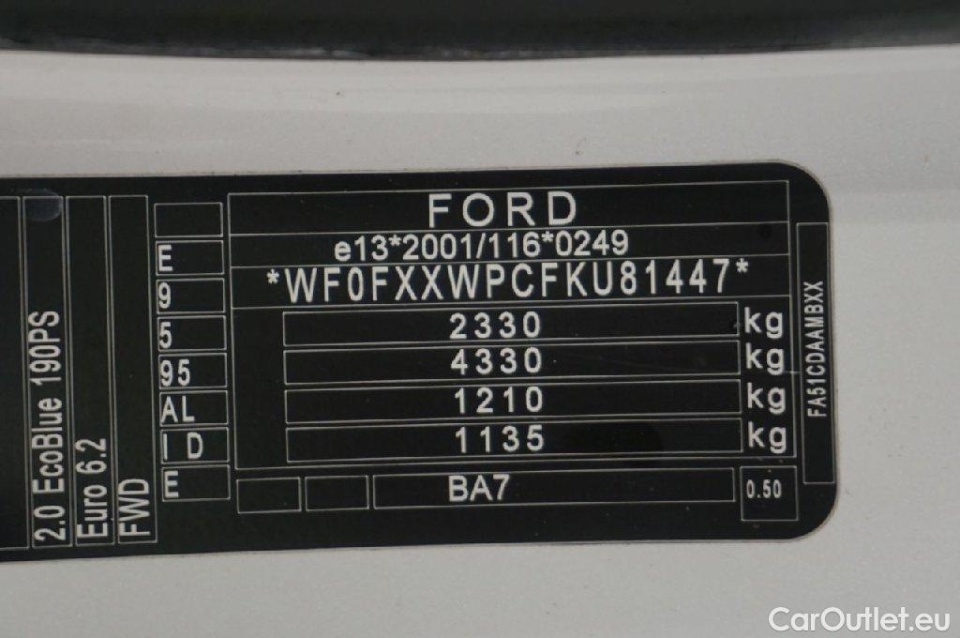 FORD
e13*2001/116*0249
*WF0FXXWPCFKU81447*
2330 kg
4330 kg
1210 kg
1135 kg
BA7
0.50
E
9
5
95
AL
I D
E
2.0 EcoBlue 190PS
Euro 6.2
FWD
FA51CDAAMBXX
CarOutlet.eu